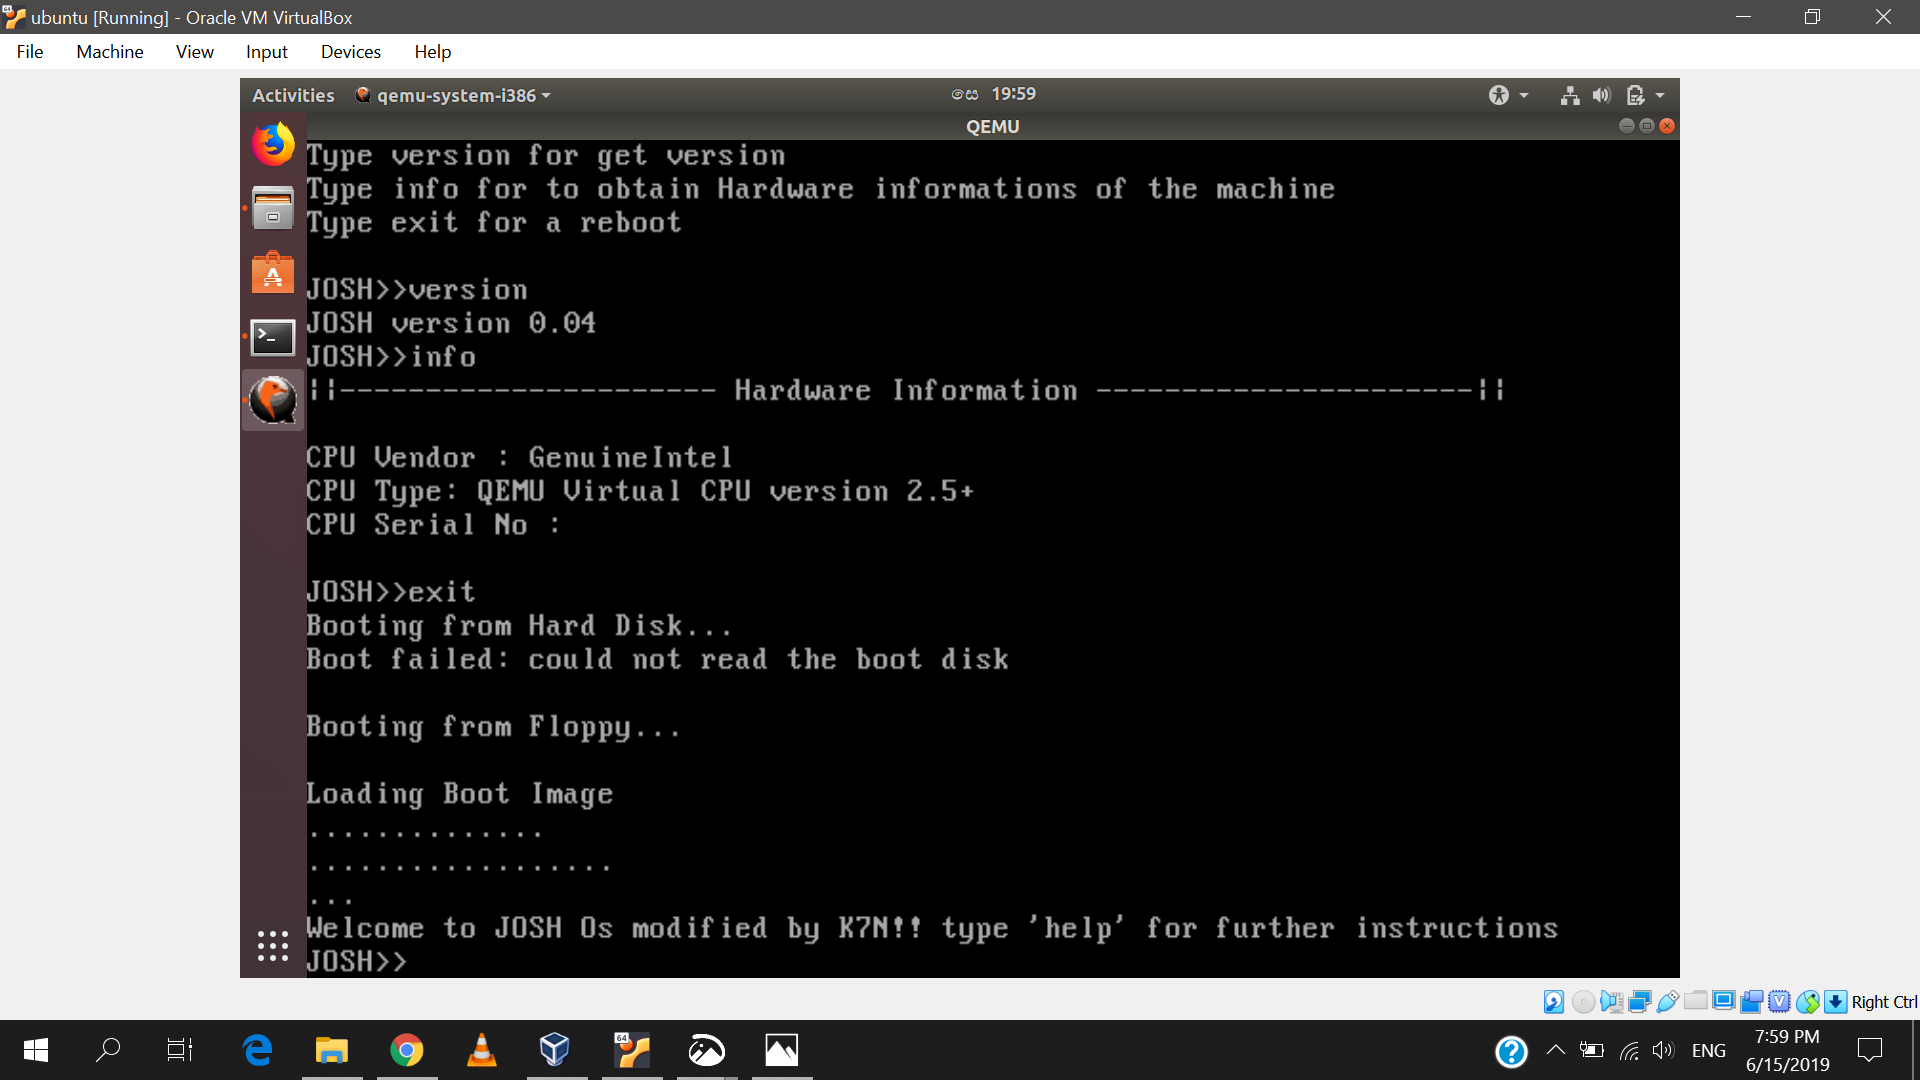 ubuntu [Running] - Oracle VM VirtualBox
File Machine View Input Devices Help
Activities qemu-system-i386 සෙ 19:59
QEMU
Type version for get version
Type info for to obtain Hardware informations of the machine
Type exit for a reboot
JOSH>>version
JOSH version 0.04
JOSH>>info
||---------------------- Hardware Information ----------------------||
CPU Vendor : GenuineIntel
CPU Type: QEMU Virtual CPU version 2.5+
CPU Serial No :
JOSH>>exit
Booting from Hard Disk...
Boot failed: could not read the boot disk
Booting from Floppy...
Loading Boot Image
..............
..................
...
Welcome to JOSH Os modified by K7N!! type 'help' for further instructions
JOSH>>
Right Ctrl
64
ENG
7:59 PM
6/15/2019